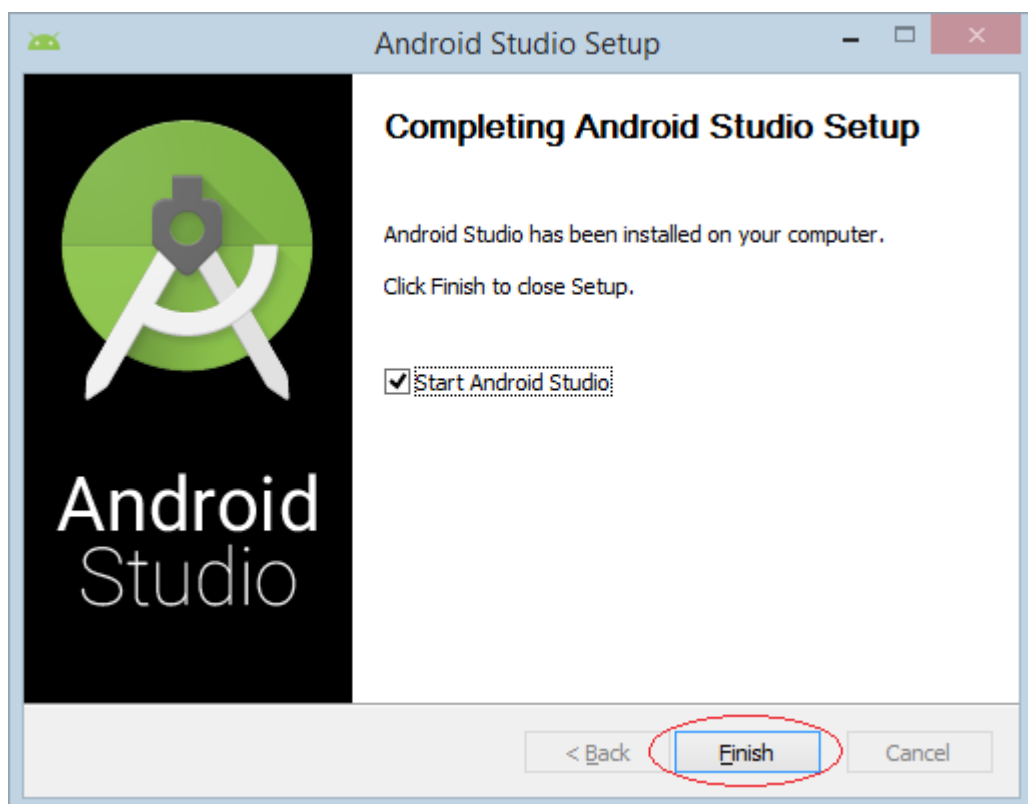 Android Studio Setup
Completing Android Studio Setup
Android Studio has been installed on your computer.
Click Finish to close Setup.
Start Android Studio
Android
Studio
< Back
Finish
Cancel